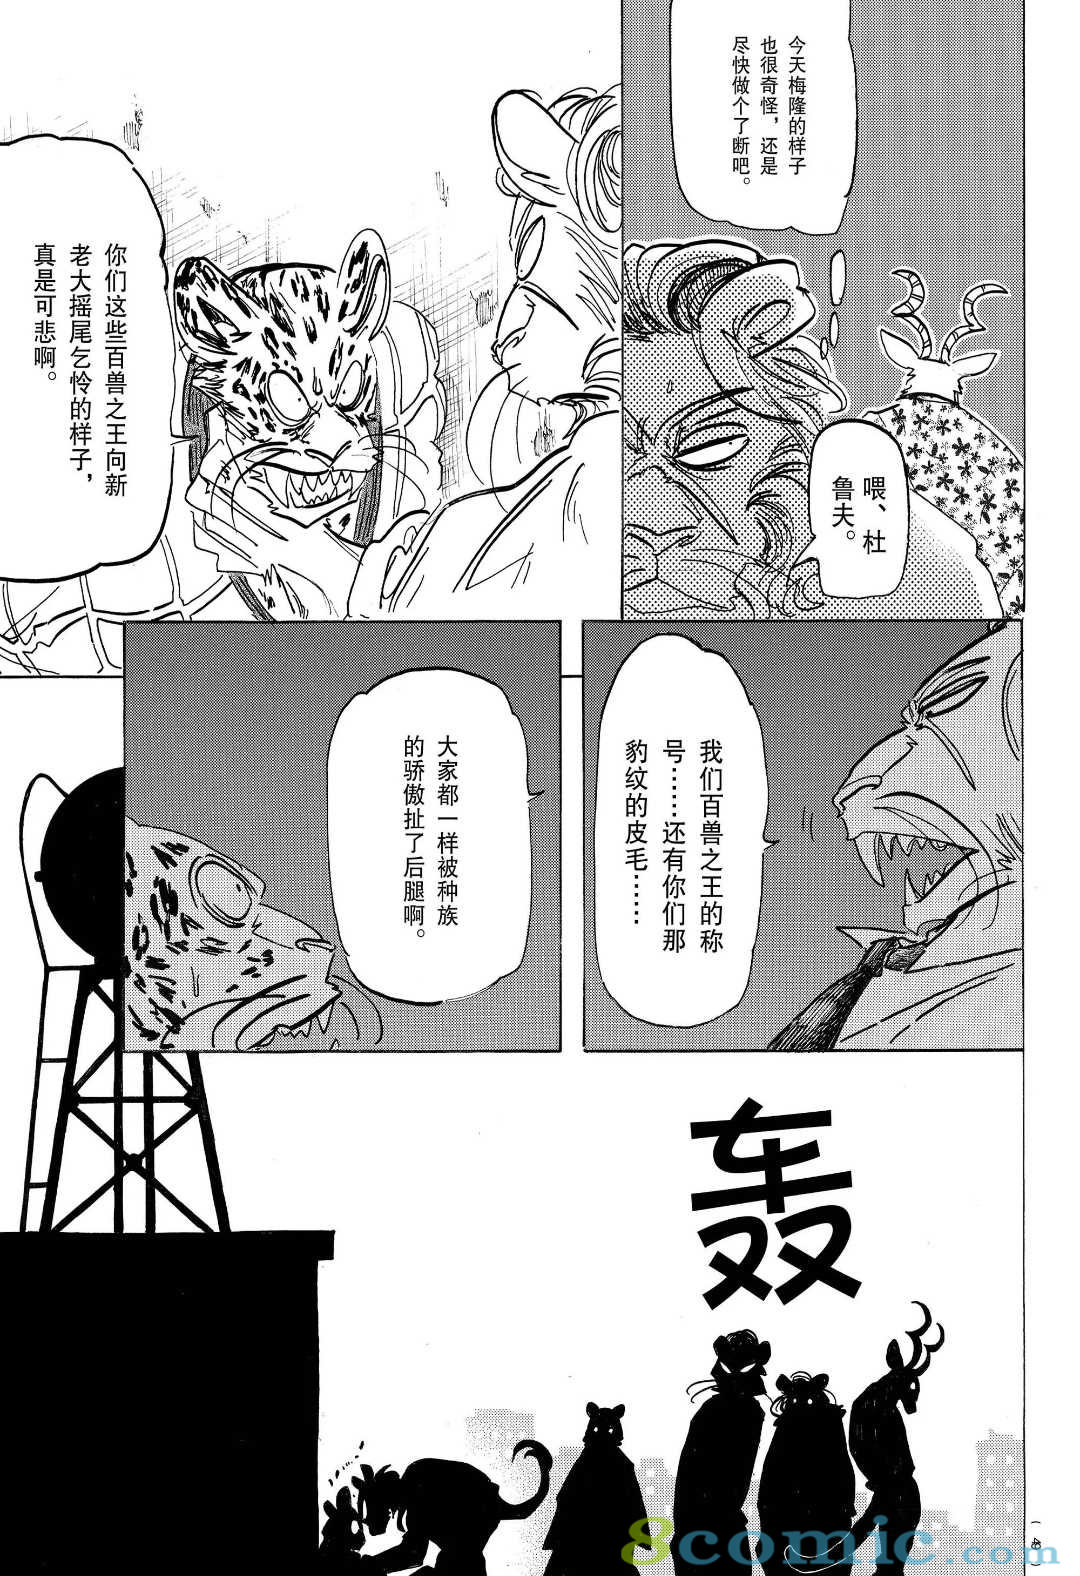 今天梅隆的样子
也很奇怪，还是
尽快做个了断吧。
喂、杜
鲁夫。
你们这些百兽之王向新
老大摇尾乞怜的样子，
真是可悲啊。
我们百兽之王的称
号……还有你们那
豹纹的皮毛……
大家都一样被种族
的骄傲扯了后腿啊。
轰
8comic.com